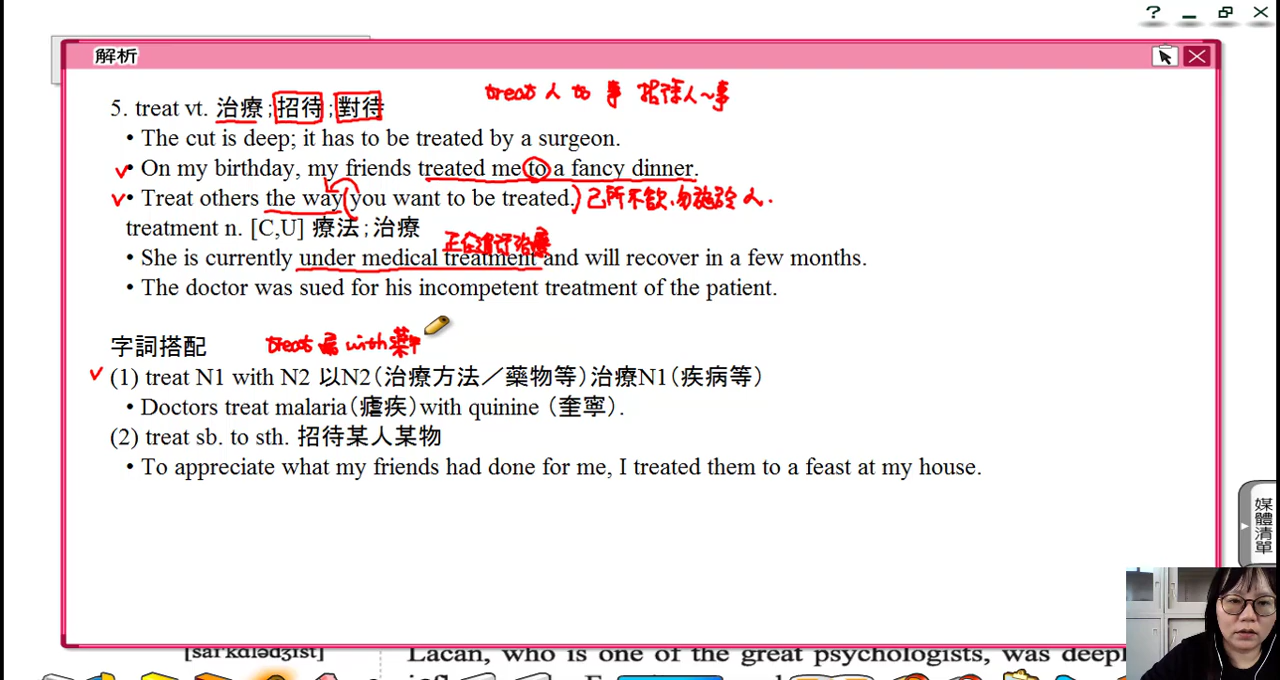 解析
treat 人 to 事 招待人~事
5. treat vt. 治療;招待;對待
• The cut is deep; it has to be treated by a surgeon.
• On my birthday, my friends treated me to a fancy dinner.
• Treat others the way you want to be treated. 己所不欲,勿施於人.
treatment n. [C,U] 療法;治療
正在進行治療
• She is currently under medical treatment and will recover in a few months.
• The doctor was sued for his incompetent treatment of the patient.
字詞搭配
treat 病 with 藥
(1) treat N1 with N2 以N2(治療方法/藥物等)治療N1(疾病等)
• Doctors treat malaria(瘧疾)with quinine (奎寧).
(2) treat sb. to sth. 招待某人某物
• To appreciate what my friends had done for me, I treated them to a feast at my house.
媒體清單
[saɪˈkɑlədʒɪst]
Lacan, who is one of the great psychologists, was deepl